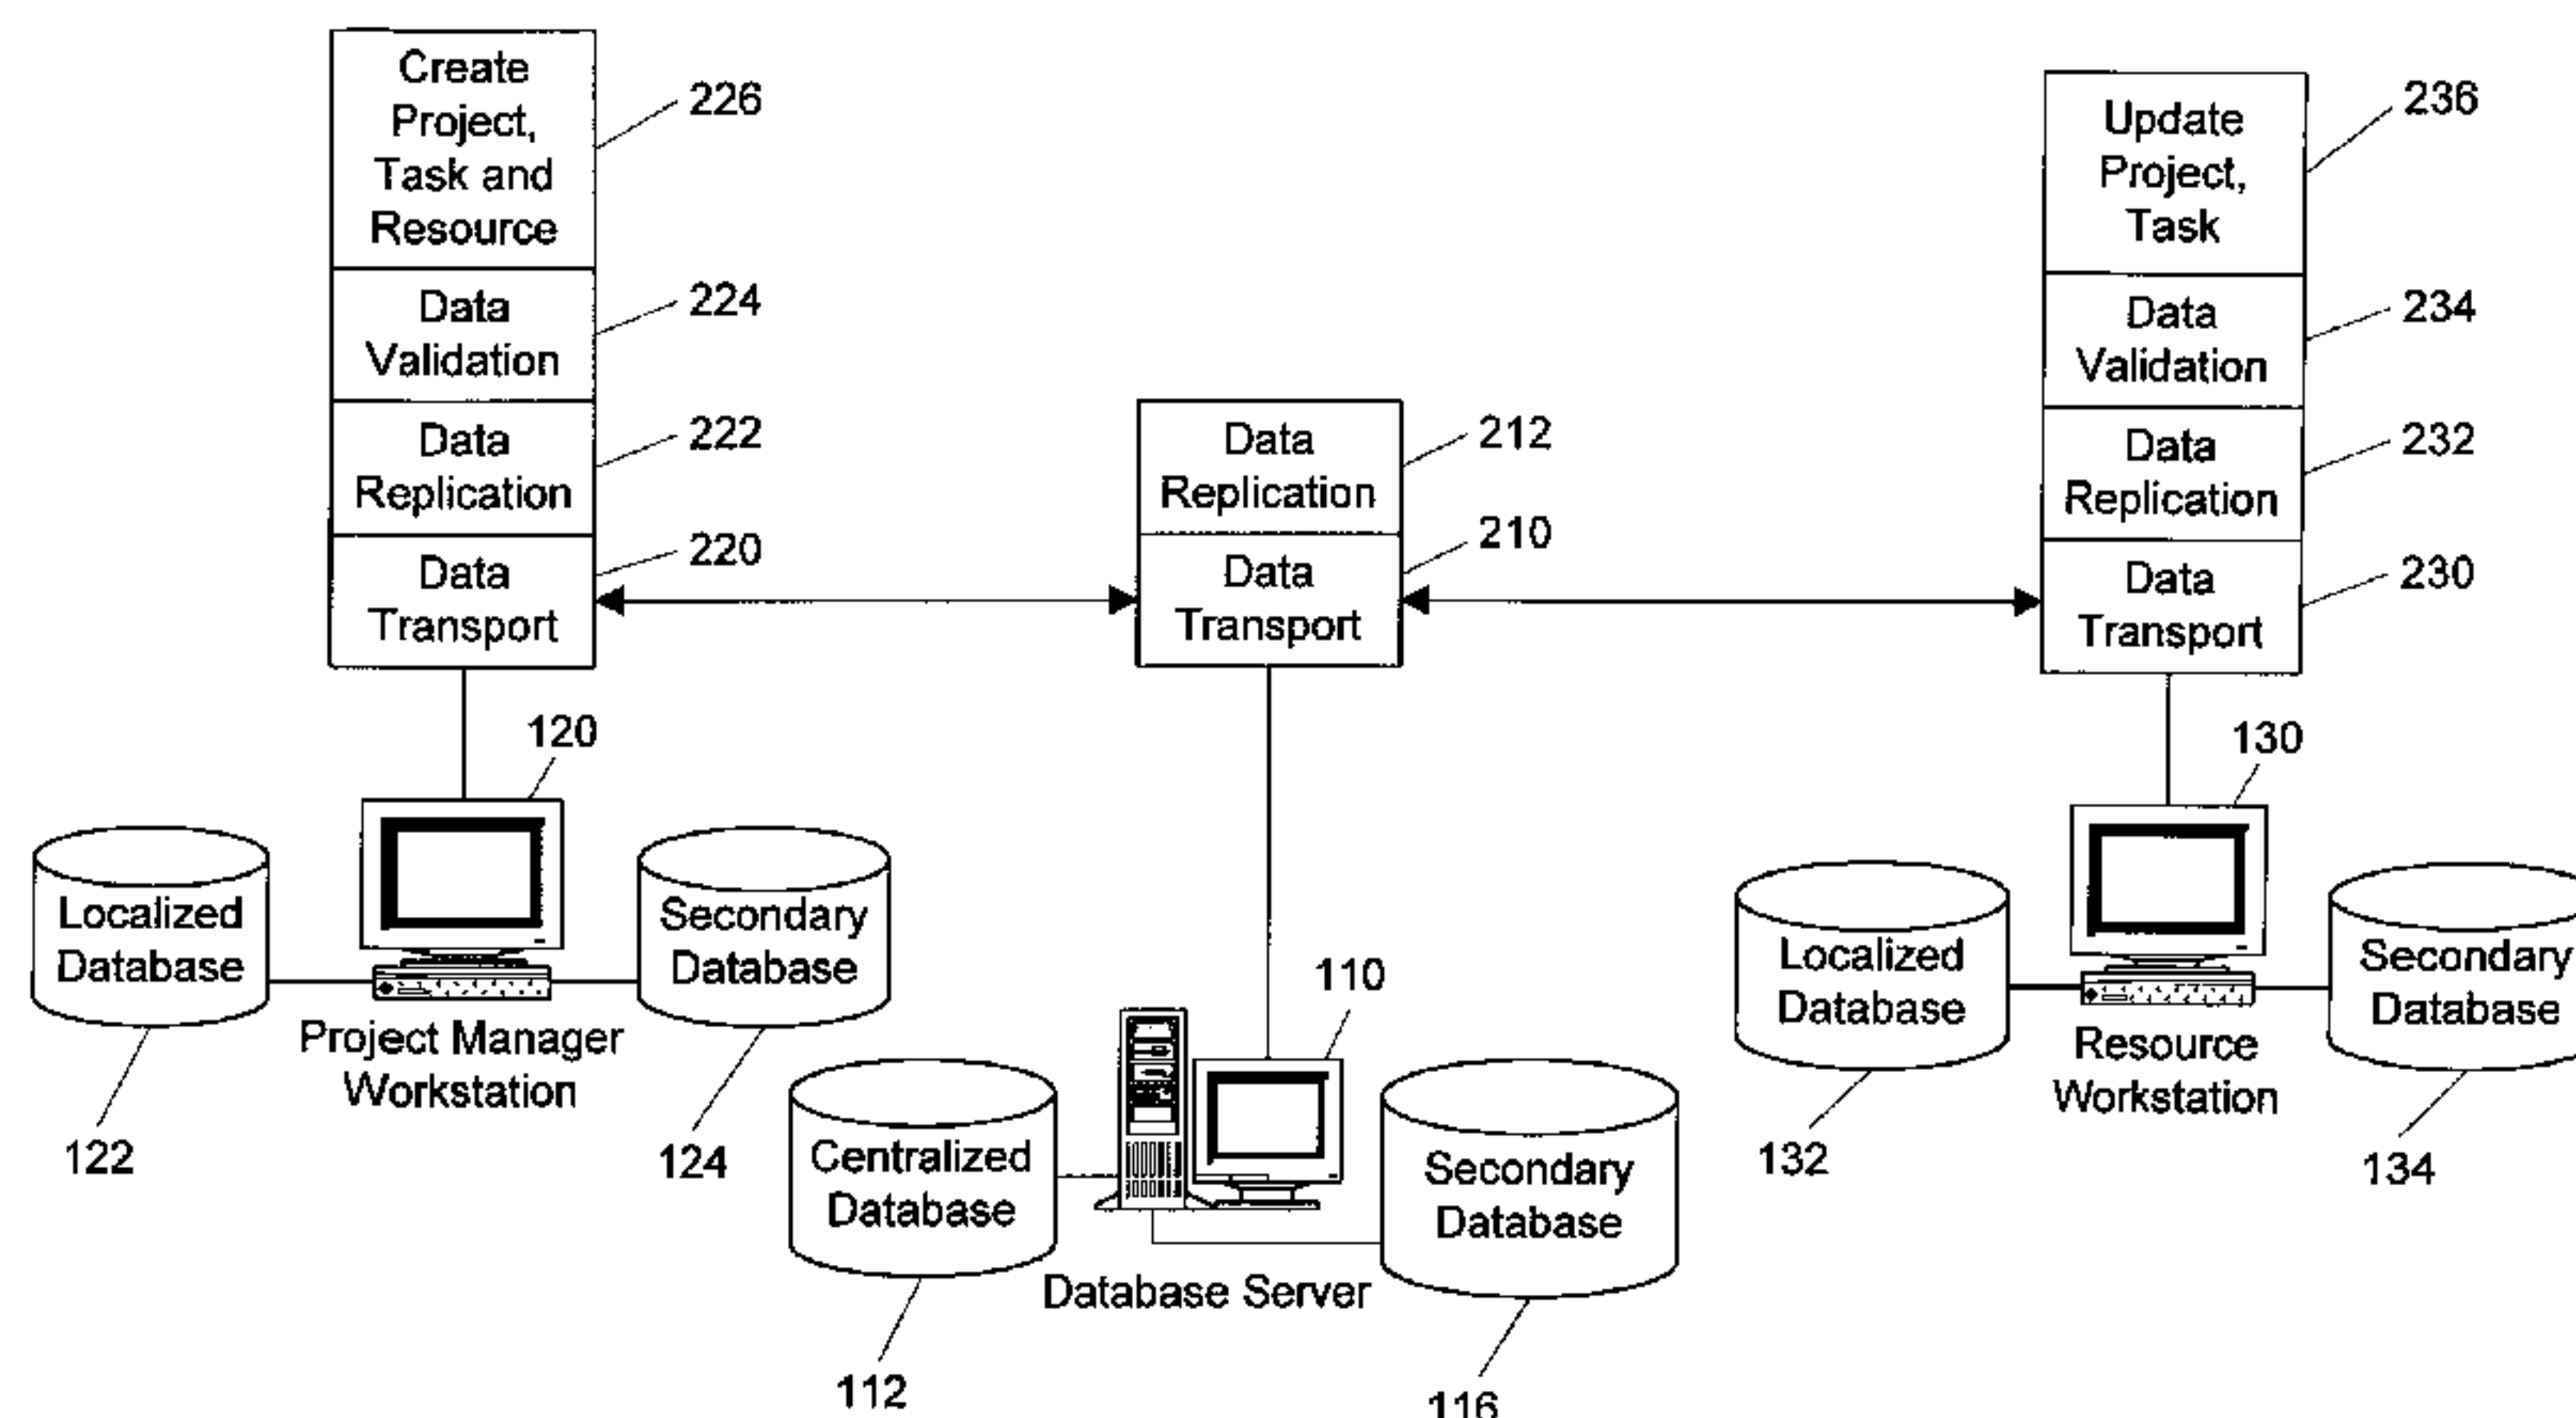 Create
Project,
Task and
Resource
226
Data
Validation
224
Data
Replication
222
Data
Transport
220
Data
Replication
212
Data
Transport
210
Update
Project,
Task
236
Data
Validation
234
Data
Replication
232
Data
Transport
230
120
Localized
Database
122
Project Manager
Workstation
Secondary
Database
124
110
Centralized
Database
112
Database Server
Secondary
Database
116
130
Localized
Database
132
Resource
Workstation
Secondary
Database
134